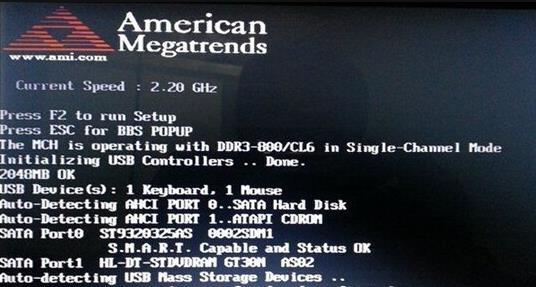 American
Megatrends
www.ami.com
Current Speed : 2.20 GHz
Press F2 to run Setup
Press ESC for BBS POPUP
The MCH is operating with DDR3-800/CL6 in Single-Channel Mode
Initializing USB Controllers .. Done.
2048MB OK
USB Device(s): 1 Keyboard, 1 Mouse
Auto-Detecting AHCI PORT 0..SATA Hard Disk
Auto-Detecting AHCI PORT 1..ATAPI CDROM
SATA Port0 ST9320325AS 0002SDM1
S.M.A.R.T. Capable and Status OK
SATA Port1 HL-DT-STDVDRAM GT30N AS02
Auto-detecting USB Mass Storage Devices ..